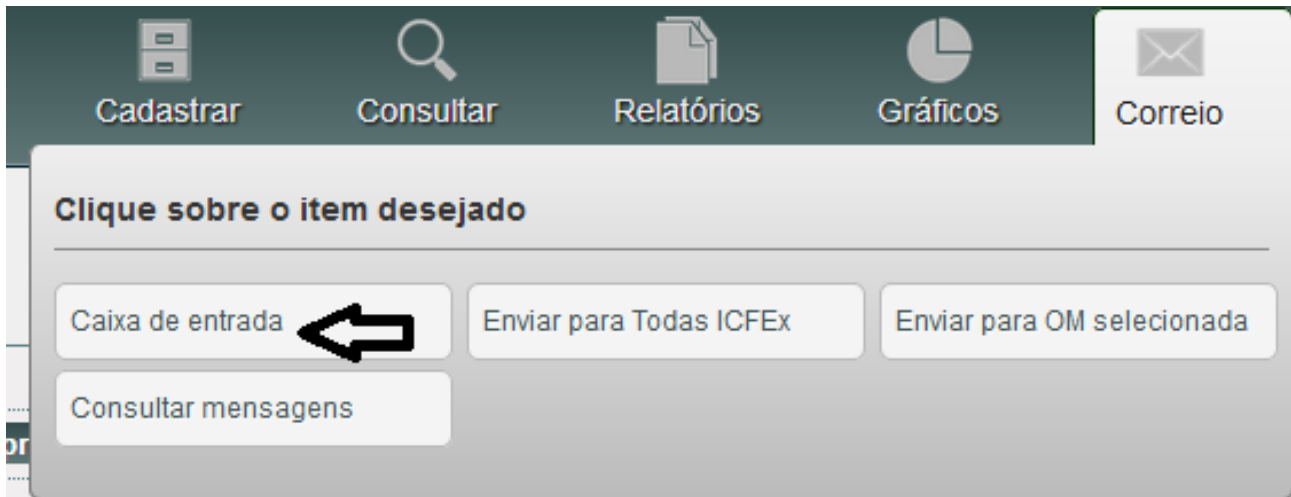 Cadastrar Consultar Relatórios Gráficos Correio
Clique sobre o item desejado
Caixa de entrada Enviar para Todas ICFEx Enviar para OM selecionada
Consultar mensagens
or